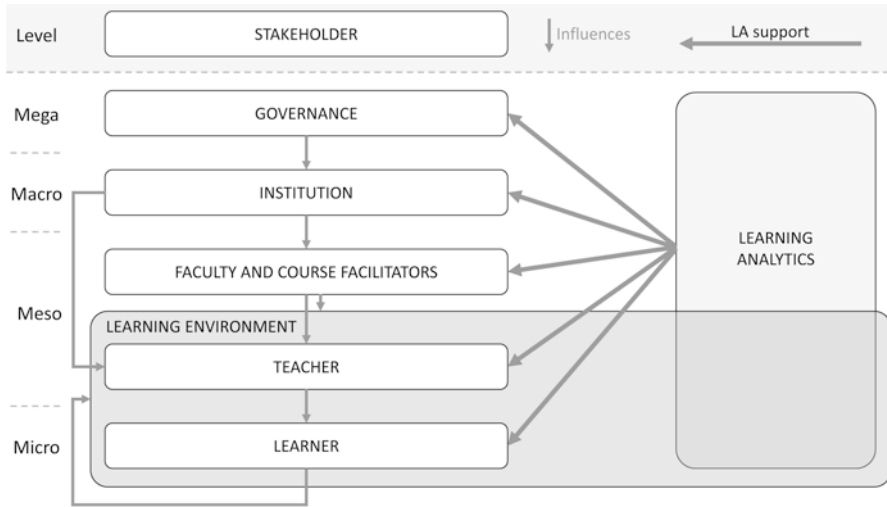 Level
STAKEHOLDER
Influences
LA support
Mega
GOVERNANCE
Macro
INSTITUTION
LEARNING
ANALYTICS
FACULTY AND COURSE FACILITATORS
Meso
LEARNING ENVIRONMENT
TEACHER
Micro
LEARNER